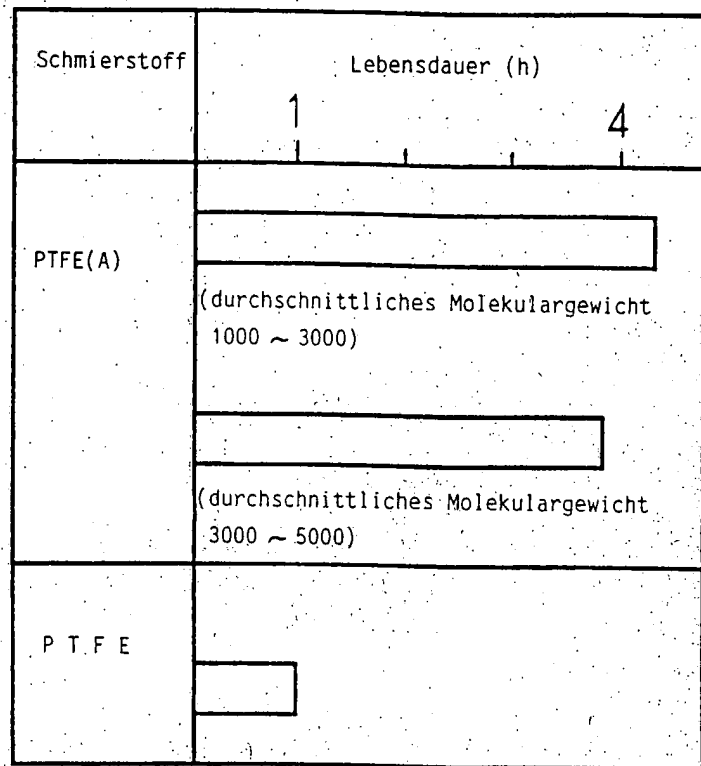 Schmierstoff
Lebensdauer (h)
1 4
PTFE(A)
(durchschnittliches Molekulargewicht
1000 ~ 3000)
(durchschnittliches Molekulargewicht
3000 ~ 5000)
P T F E